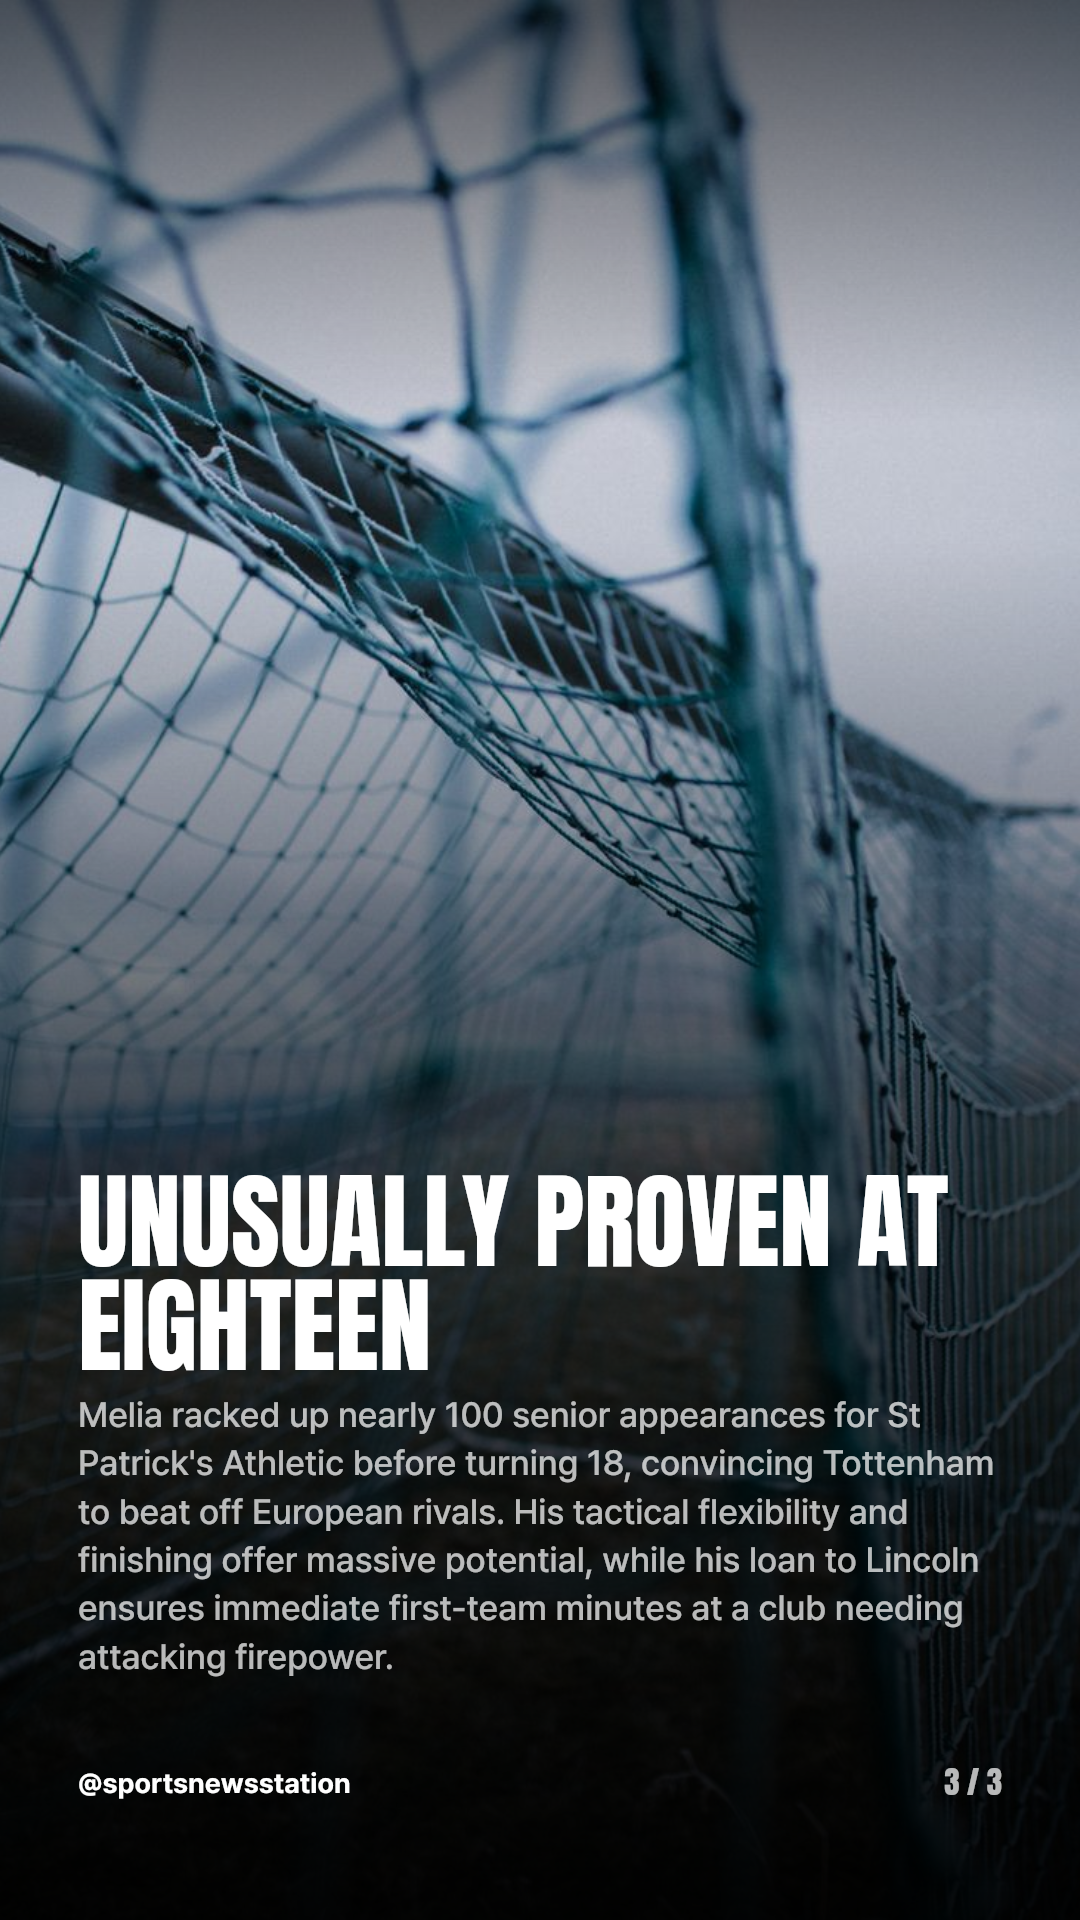 UNUSUALLY PROVEN AT
EIGHTEEN
Melia racked up nearly 100 senior appearances for St
Patrick's Athletic before turning 18, convincing Tottenham
to beat off European rivals. His tactical flexibility and
finishing offer massive potential, while his loan to Lincoln
ensures immediate first-team minutes at a club needing
attacking firepower.
@sportsnewsstation
3 / 3